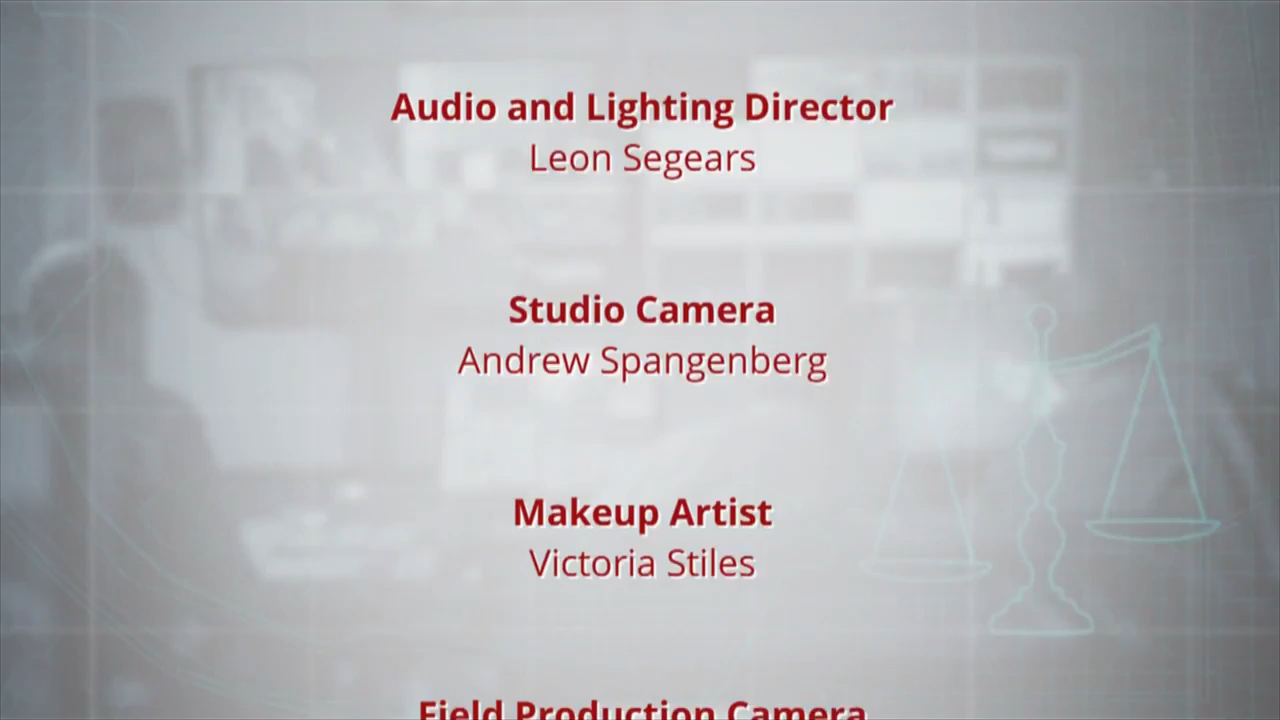 Audio and Lighting Director
Leon Segears
Studio Camera
Andrew Spangenberg
Makeup Artist
Victoria Stiles
Field Production Camera